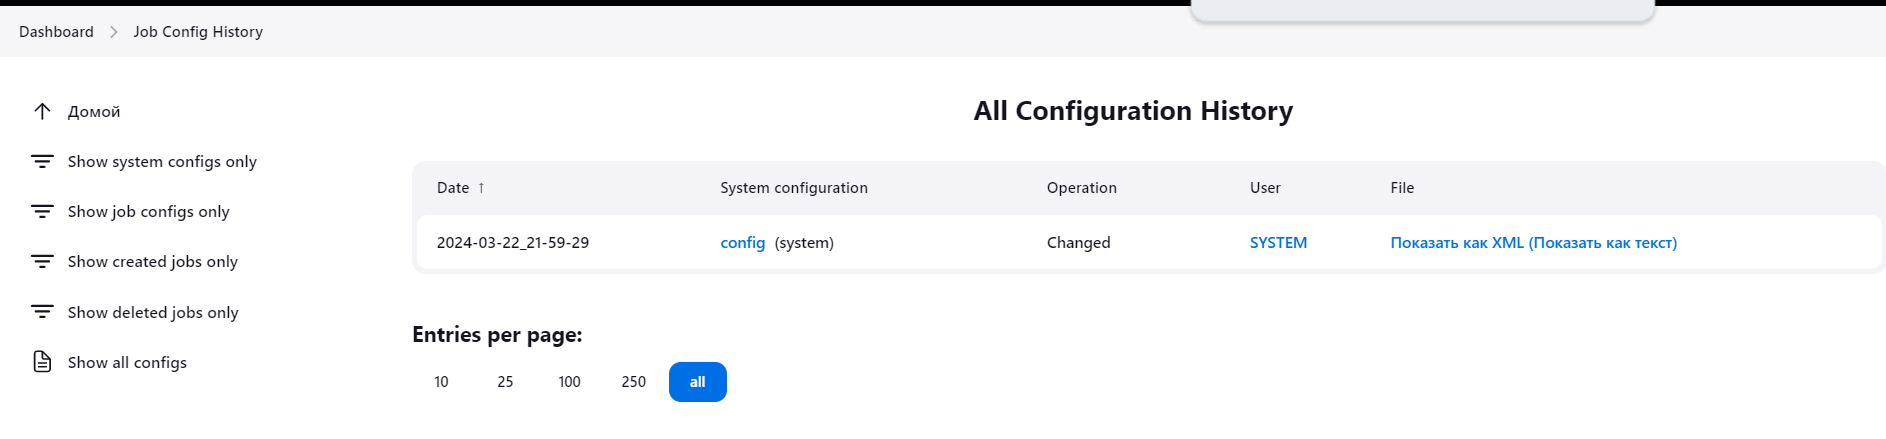 Dashboard > Job Config History
Домой
Show system configs only
Show job configs only
Show created jobs only
Show deleted jobs only
Show all configs
All Configuration History
Date ↑ System configuration Operation User File
2024-03-22_21-59-29 config (system) Changed SYSTEM Показать как XML (Показать как текст)
Entries per page:
10 25 100 250 all